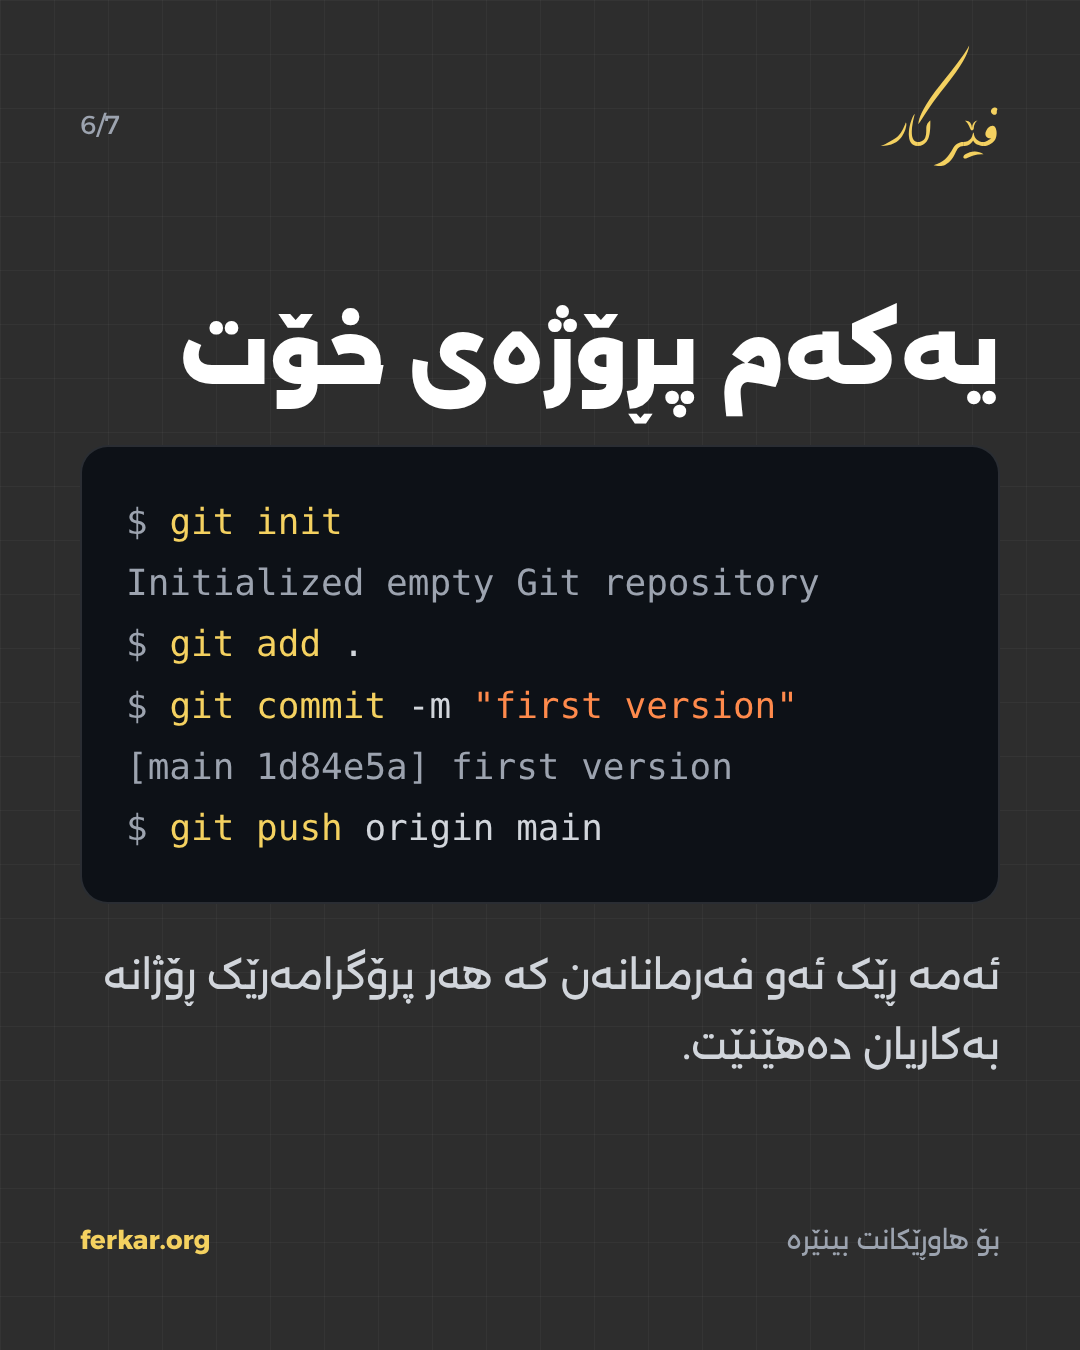 6/7
فێرکار
یەکەم پڕۆژەی خۆت
$ git init
Initialized empty Git repository
$ git add .
$ git commit -m "first version"
[main 1d84e5a] first version
$ git push origin main
ئەمە ڕێک ئەو فەرمانانەن کە هەر پرۆگرامەرێک ڕۆژانە
بەکاریان دەهێنێت.
ferkar.org
بۆ هاوڕێکانت بینێرە